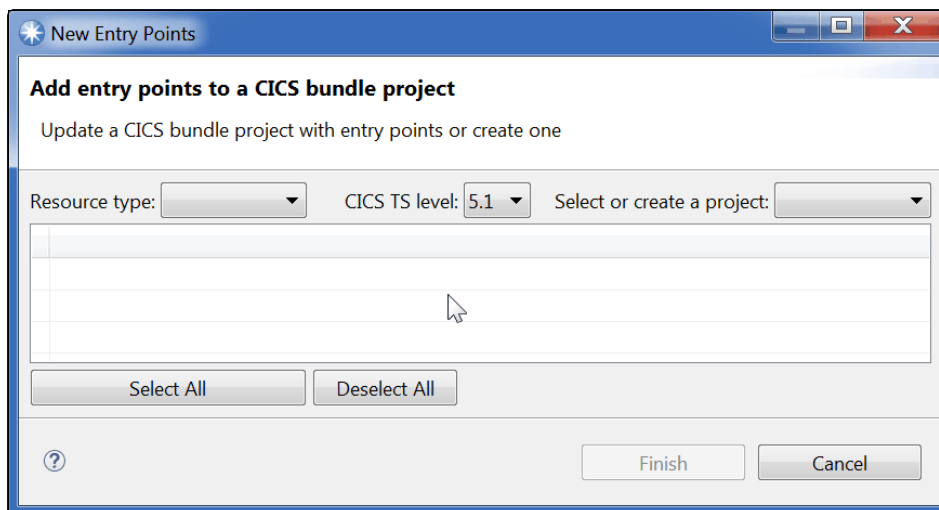 New Entry Points
Add entry points to a CICS bundle project
Update a CICS bundle project with entry points or create one
Resource type: CICS TS level: 5.1 Select or create a project:
Select All Deselect All
? Finish Cancel